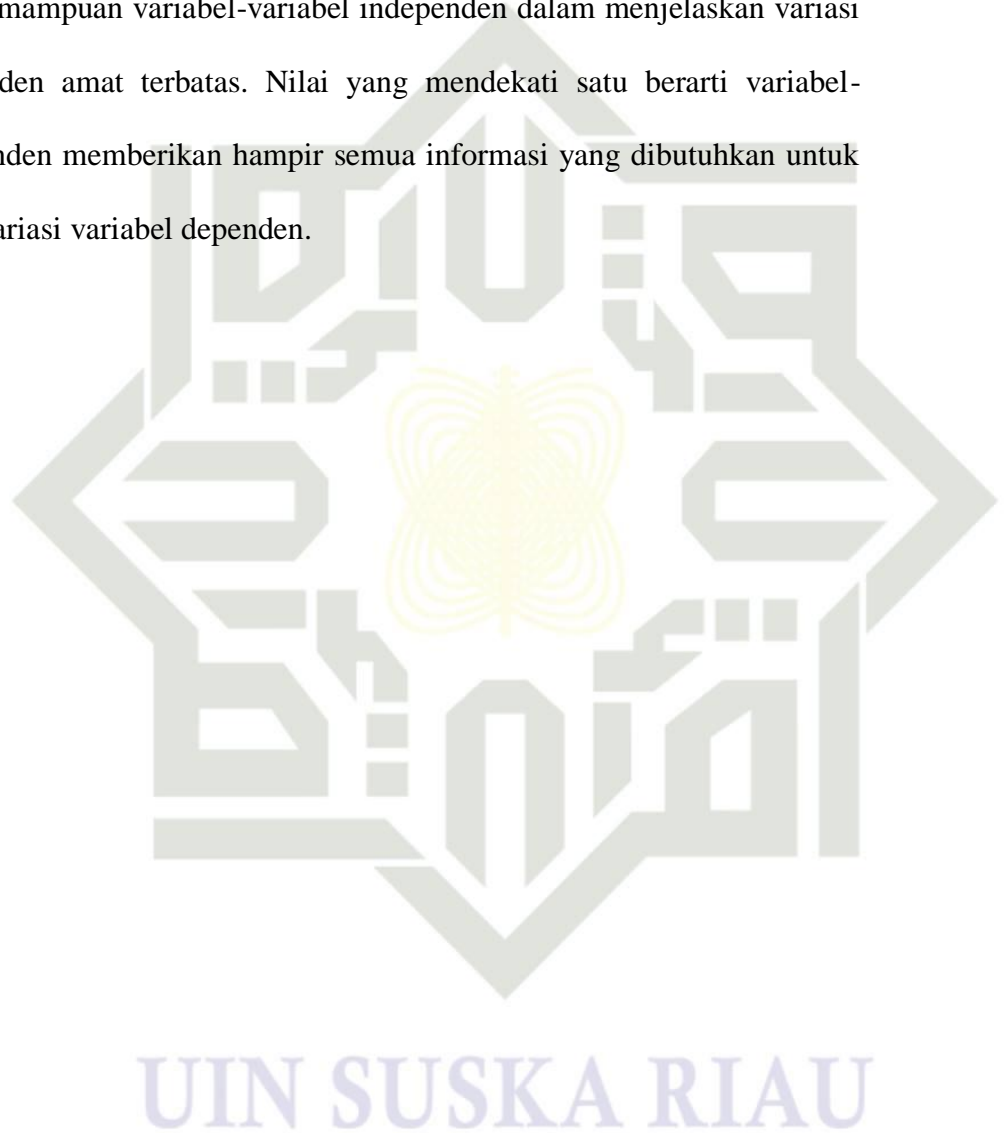 mampuan variabel-variabel independen dalam menjelaskan variasi
den amat terbatas. Nilai yang mendekati satu berarti variabel-
nden memberikan hampir semua informasi yang dibutuhkan untuk
ariasi variabel dependen.
UIN SUSKA RIAU